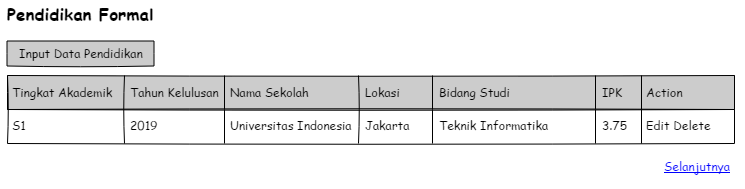 Pendidikan Formal
Input Data Pendidikan
Tingkat Akademik Tahun Kelulusan Nama Sekolah Lokasi Bidang Studi IPK Action
S1 2019 Universitas Indonesia Jakarta Teknik Informatika 3.75 Edit Delete
Selanjutnya